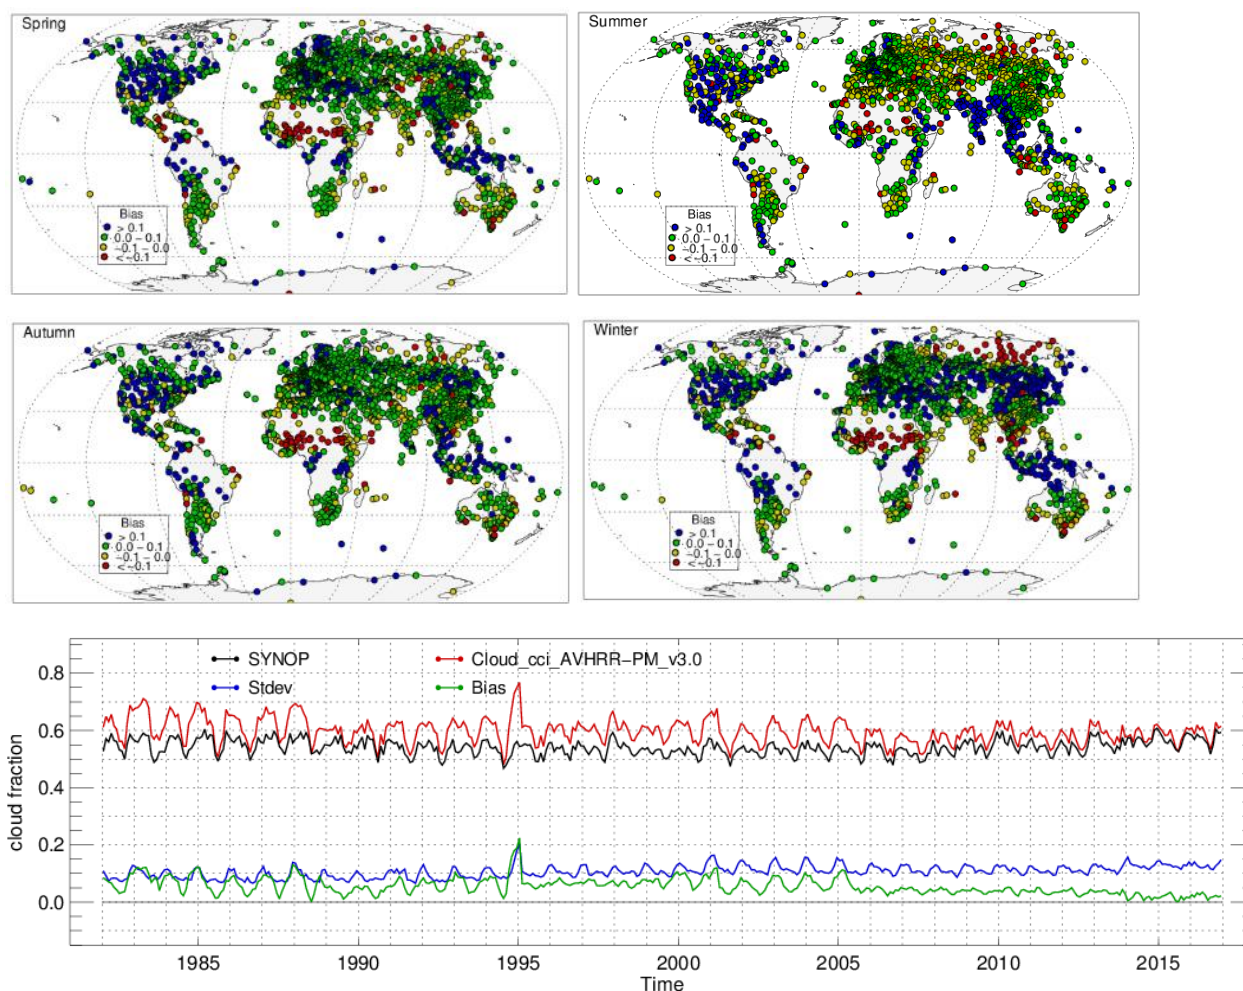 Spring
Bias
> 0.1
0.0 − 0.1
−0.1 − 0.0
<−0.1
Summer
Bias
> 0.1
0.0 − 0.1
−0.1 − 0.0
<−0.1
Autumn
Bias
> 0.1
0.0 − 0.1
−0.1 − 0.0
<−0.1
Winter
Bias
> 0.1
0.0 − 0.1
−0.1 − 0.0
<−0.1
SYNOP
Cloud_cci_AVHRR−PM_v3.0
Stdev
Bias
cloud fraction
0.8
0.6
0.4
0.2
0.0
1985 1990 1995 2000 2005 2010 2015
Time